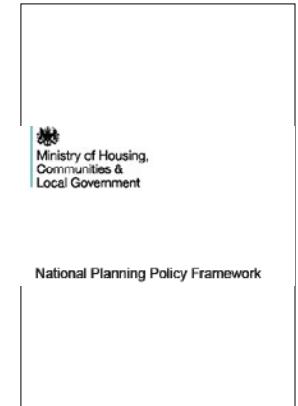 Ministry of Housing,
Communities &
Local Government
National Planning Policy Framework